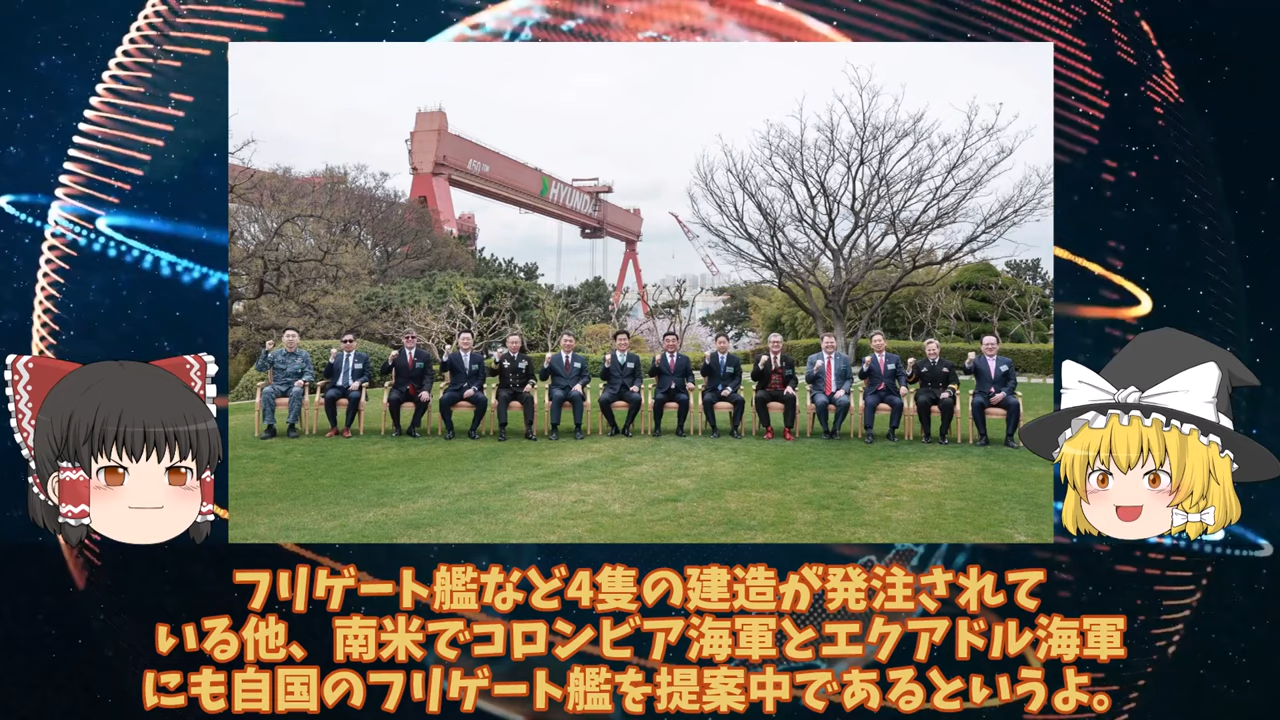 450 TON
HYUNDAI
フリゲート艦など4隻の建造が発注されて
いる他、南米でコロンビア海軍とエクアドル海軍
にも自国のフリゲート艦を提案中であるというよ。